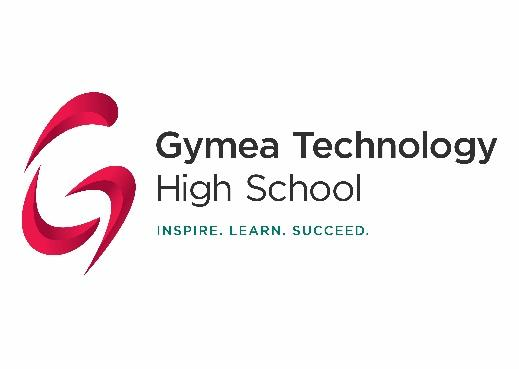 Gymea Technology
High School
INSPIRE. LEARN. SUCCEED.